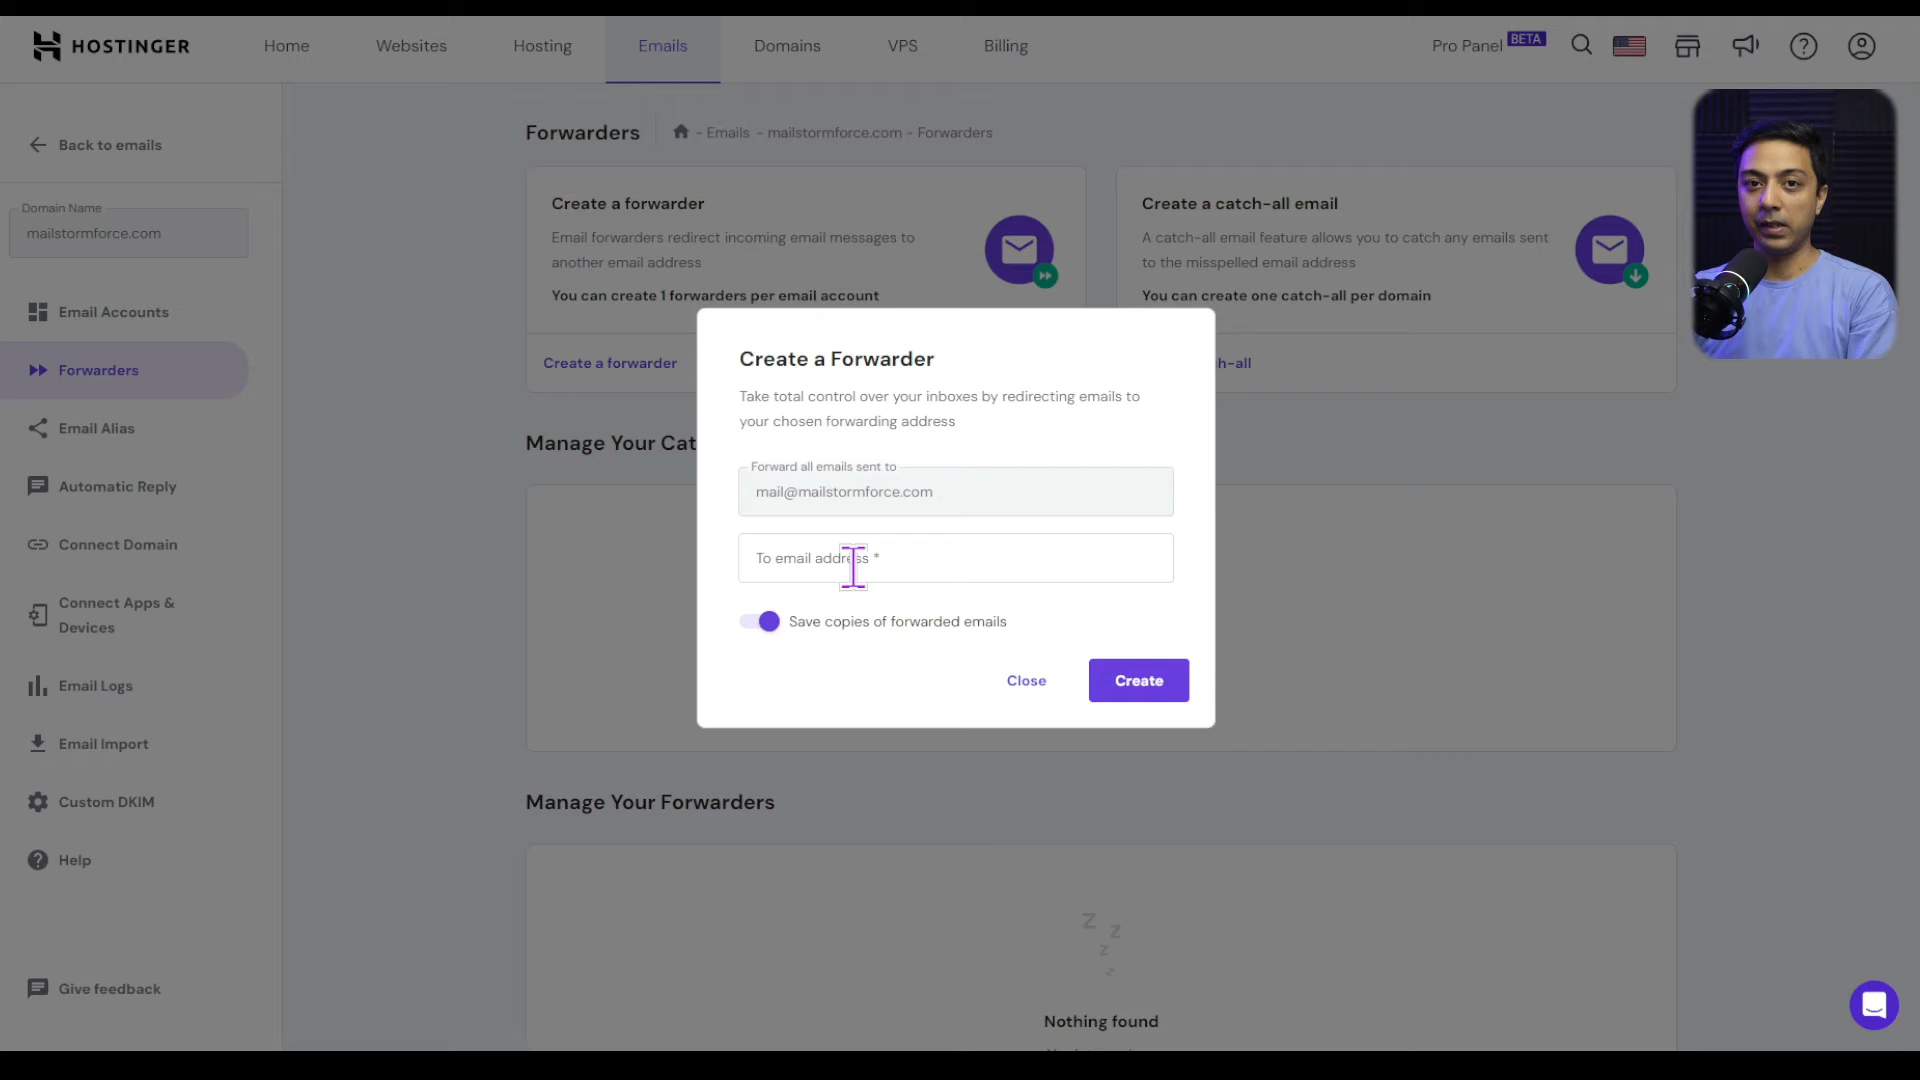 HOSTINGER
Home
Websites
Hosting
Emails
Domains
VPS
Billing
Pro Panel BETA
Back to emails
Domain Name
mailstormforce.com
Email Accounts
Forwarders
Email Alias
Automatic Reply
Connect Domain
Connect Apps &
Devices
Email Logs
Email Import
Custom DKIM
Help
Give feedback
Forwarders
- Emails - mailstormforce.com - Forwarders
Create a forwarder
Email forwarders redirect incoming email messages to
another email address
You can create 1 forwarders per email account
Create a forwarder
Create a catch-all email
A catch-all email feature allows you to catch any emails sent
to the misspelled email address
You can create one catch-all per domain
ch-all
Manage Your Cat
Create a Forwarder
Take total control over your inboxes by redirecting emails to
your chosen forwarding address
Forward all emails sent to
mail@mailstormforce.com
To email address *
Save copies of forwarded emails
Close
Create
Manage Your Forwarders
z z z z
Nothing found